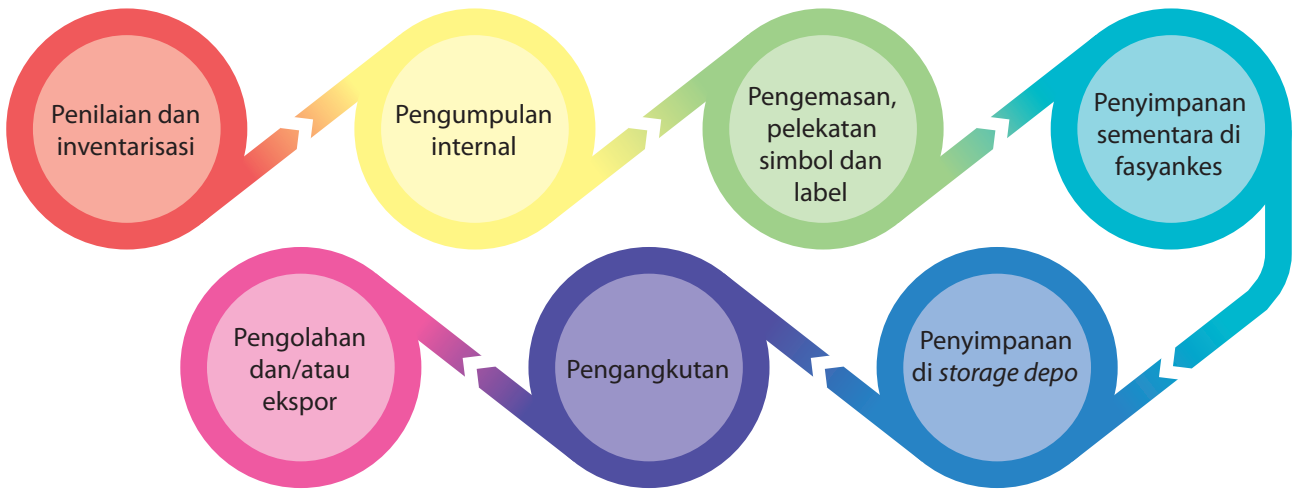 Penilaian dan
inventarisasi
Pengumpulan
internal
Pengemasan,
pelekatan
simbol dan
label
Penyimpanan
sementara di
fasyankes
Penyimpanan
di storage depo
Pengangkutan
Pengolahan
dan/atau
ekspor